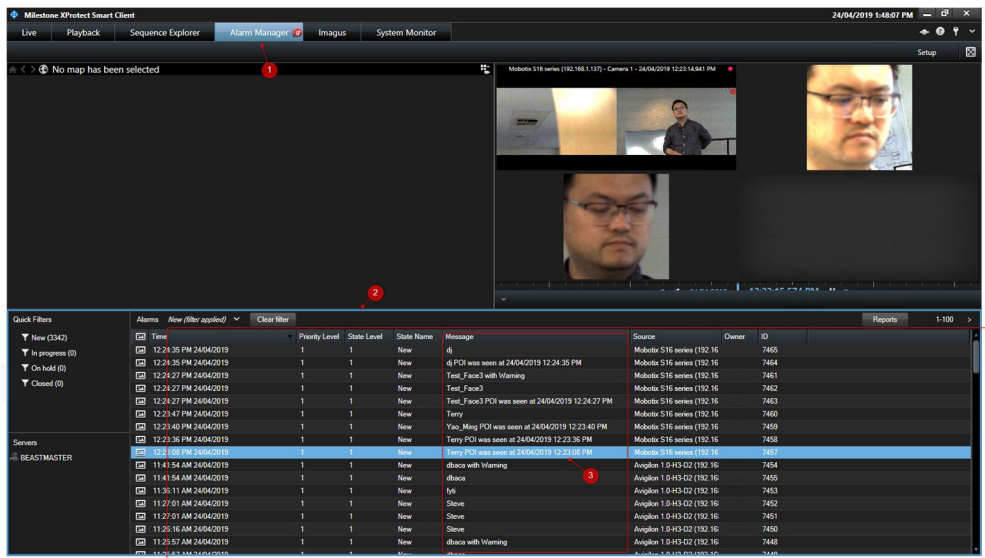 Milestone XProtect Smart Client
24/04/2019 1:48:07 PM
Live Playback Sequence Explorer Alarm Manager Imagus System Monitor
Setup
1
No map has been selected
Mobotix S16 series (192.168.1.137) - Camera 1 - 24/04/2019 12:23:14.941 PM
2
Quick Filters
New (3342)
In progress (0)
On hold (0)
Closed (0)
Servers
BEASTMASTER
Alarms New (filter applied) Clear filter Reports 1-100 >
Time Priority Level State Level State Name Message Source Owner ID
12:24:35 PM 24/04/2019 1 1 New dj Mobotix S16 series (192.16 7465
12:24:35 PM 24/04/2019 1 1 New dj POI was seen at 24/04/2019 12:24:35 PM Mobotix S16 series (192.16 7464
12:24:27 PM 24/04/2019 1 1 New Test_Face3 with Warning Mobotix S16 series (192.16 7461
12:24:27 PM 24/04/2019 1 1 New Test_Face3 Mobotix S16 series (192.16 7462
12:24:27 PM 24/04/2019 1 1 New Test_Face3 POI was seen at 24/04/2019 12:24:27 PM Mobotix S16 series (192.16 7463
12:23:47 PM 24/04/2019 1 1 New Terry Mobotix S16 series (192.16 7460
12:23:40 PM 24/04/2019 1 1 New Yao_Ming POI was seen at 24/04/2019 12:23:40 PM Mobotix S16 series (192.16 7459
12:23:36 PM 24/04/2019 1 1 New Terry POI was seen at 24/04/2019 12:23:36 PM Mobotix S16 series (192.16 7458
12:23:08 PM 24/04/2019 1 1 New Terry POI was seen at 24/04/2019 12:23:08 PM Mobotix S16 series (192.16 7457
11:41:54 AM 24/04/2019 1 1 New dbaca with Warning Avigilon 1.0-H3-D2 (192.16 7454
3
11:41:54 AM 24/04/2019 1 1 New dbaca Avigilon 1.0-H3-D2 (192.16 7455
11:36:11 AM 24/04/2019 1 1 New fyti Avigilon 1.0-H3-D2 (192.16 7453
11:27:01 AM 24/04/2019 1 1 New Steve Avigilon 1.0-H3-D2 (192.16 7452
11:27:01 AM 24/04/2019 1 1 New Steve Avigilon 1.0-H3-D2 (192.16 7451
11:26:16 AM 24/04/2019 1 1 New Steve Avigilon 1.0-H3-D2 (192.16 7450
11:25:57 AM 24/04/2019 1 1 New dbaca with Warning Avigilon 1.0-H3-D2 (192.16 7448